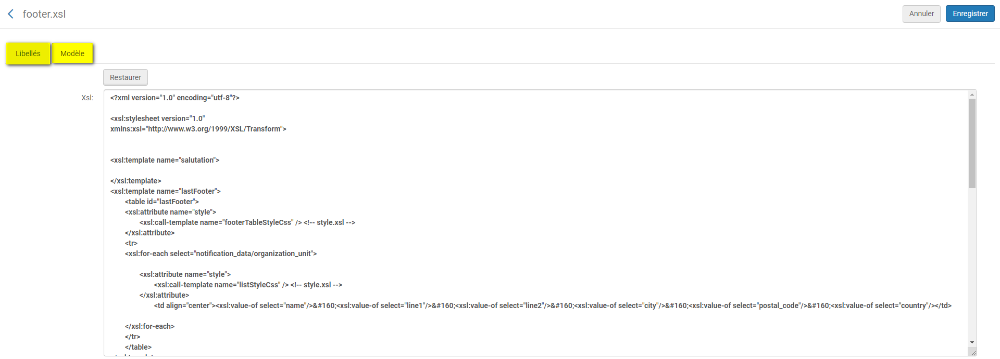 footer.xsl
Annuler
Enregistrer
Libellés
Modèle
Restaurer
Xsl:
<?xml version="1.0" encoding="utf-8"?>
<xsl:stylesheet version="1.0"
xmlns:xsl="http://www.w3.org/1999/XSL/Transform">
<xsl:template name="salutation">
</xsl:template>
<xsl:template name="lastFooter">
<table id="lastFooter">
<xsl:attribute name="style">
<xsl:call-template name="footerTableStyleCss" /> <!-- style.xsl -->
</xsl:attribute>
<tr>
<xsl:for-each select="notification_data/organization_unit">
<xsl:attribute name="style">
<xsl:call-template name="listStyleCss" /> <!-- style.xsl -->
</xsl:attribute>
<td align="center"><xsl:value-of select="name"/>&#160;<xsl:value-of select="line1"/>&#160;<xsl:value-of select="line2"/>&#160;<xsl:value-of select="city"/>&#160;<xsl:value-of select="postal_code"/>&#160;<xsl:value-of select="country"/></td>
</xsl:for-each>
</tr>
</table>